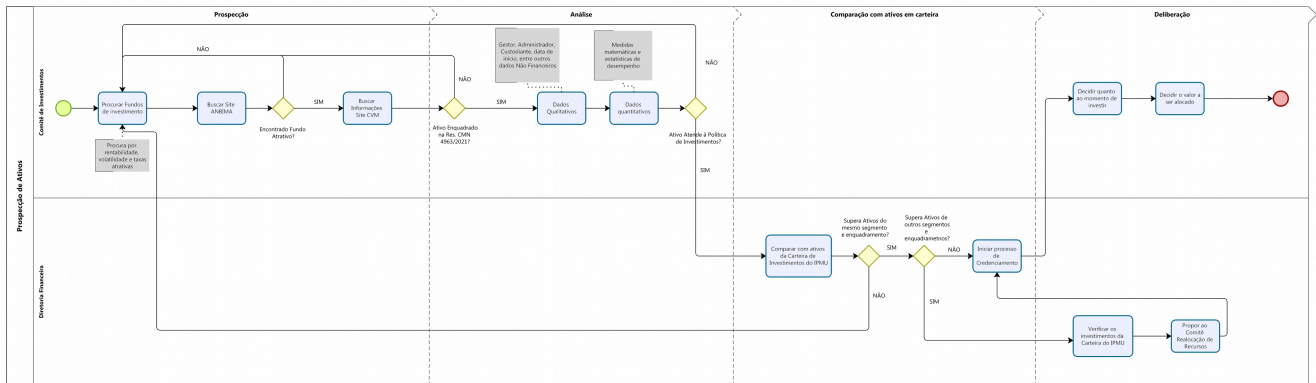 Prospecção
Análise
Comparação com ativos em carteira
Deliberação
Prospecção de Ativos
Comitê de Investimentos
Procurar Fundos
de investimento
Procura por
rentabilidade,
volatilidade e taxas
atrativas
Buscar Site
ANBIMA
NÃO
Encontrado Fundo
Atrativo?
SIM
Buscar
Informações
Site CVM
NÃO
Ativo Enquadrado
na Res. CMN
4963/2021?
SIM
Gestor, Administrador,
Custodiante, data de
início, entre outros
dados Não Financeiros
Dados
Qualitativos
Medidas
matemáticas e
estatísticas de
desempenho
Dados
quantitativos
NÃO
Ativo Atende à Política
de Investimentos?
SIM
Decidir quanto
ao momento de
investir
Decidir o valor a
ser alocado
Diretoria Financeira
Comparar com ativos
da Carteira de
Investimentos do IPMU
Supera Ativos do
mesmo segmento
e enquadramento?
SIM
NÃO
Supera Ativos de
outros segmentos
e
enquadrametros?
NÃO
SIM
Iniciar processo
de
Credenciamento
Verificar os
investimentos da
Carteira do IPMU
Propor ao
Comitê
Realocação de
Recursos